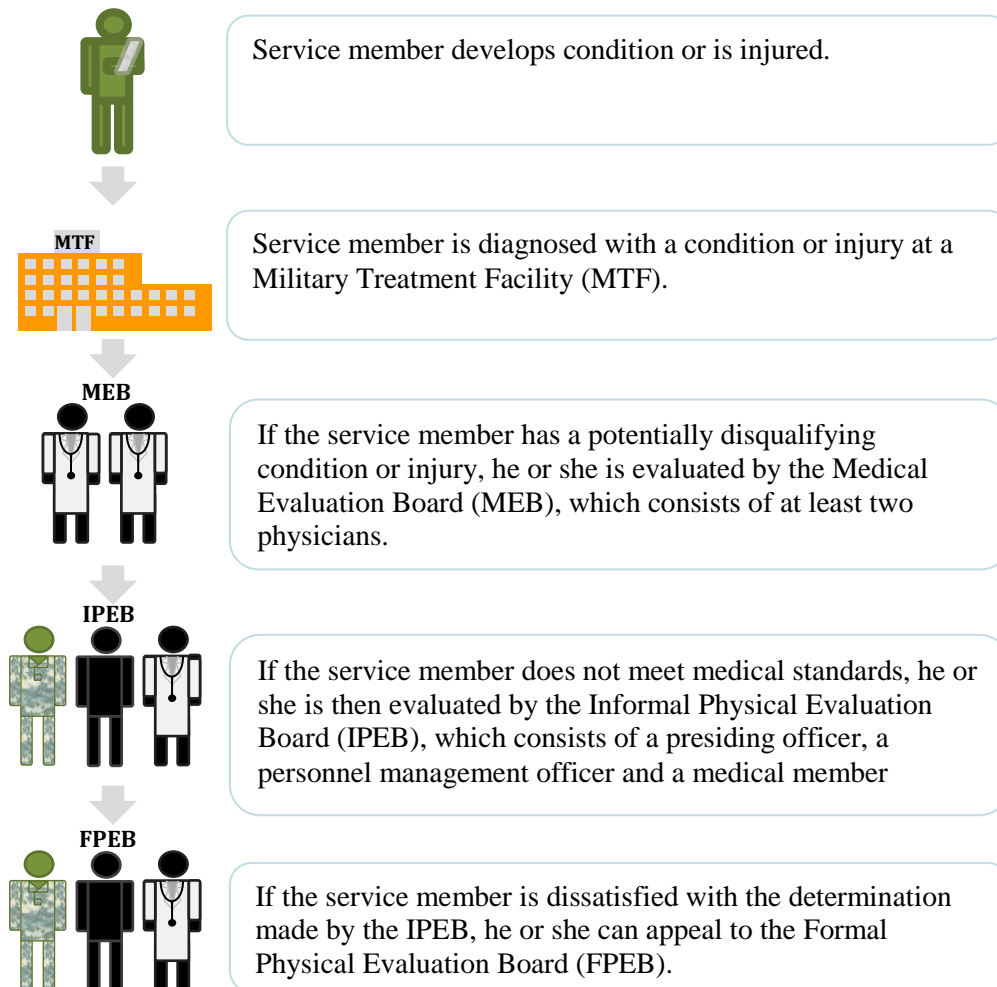 Service member develops condition or is injured.
MTF
Service member is diagnosed with a condition or injury at a
Military Treatment Facility (MTF).
MEB
If the service member has a potentially disqualifying
condition or injury, he or she is evaluated by the Medical
Evaluation Board (MEB), which consists of at least two
physicians.
IPEB
If the service member does not meet medical standards, he or
she is then evaluated by the Informal Physical Evaluation
Board (IPEB), which consists of a presiding officer, a
personnel management officer and a medical member
FPEB
If the service member is dissatisfied with the determination
made by the IPEB, he or she can appeal to the Formal
Physical Evaluation Board (FPEB).